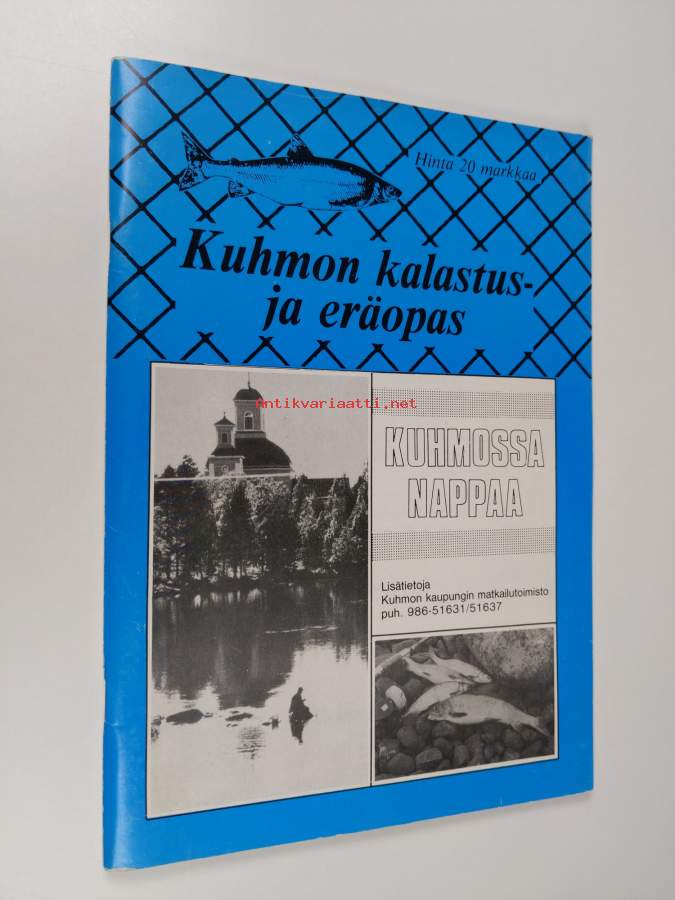 Hinta 20 markkaa
Kuhmon kalastus-
ja eräopas
Antikvariaatti.net
KUHMOSSA
NAPPAA
Lisätietoja
Kuhmon kaupungin matkailutoimisto
puh. 986-51631/51637